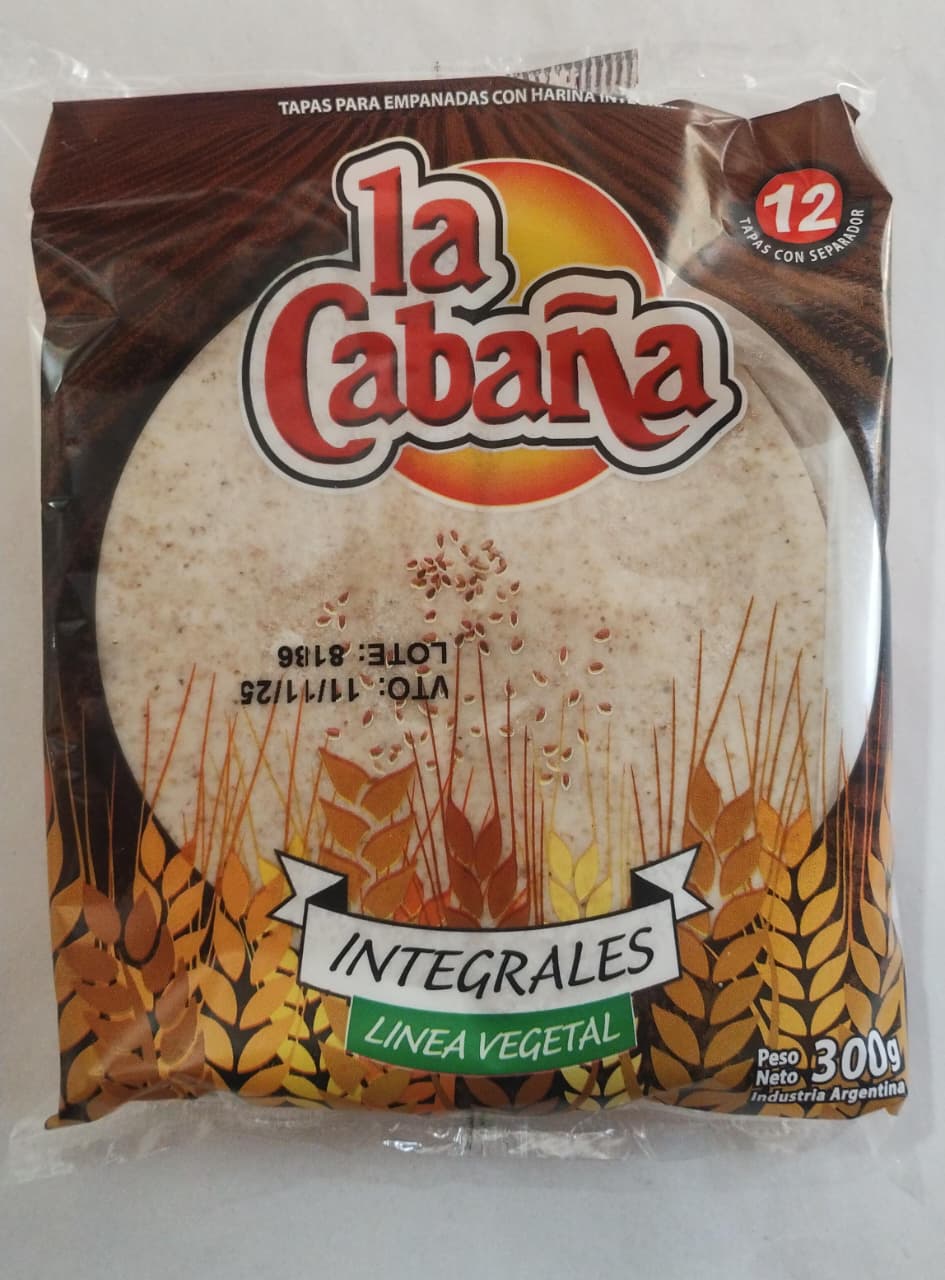 TAPAS PARA EMPANADAS CON HARINA
la
Cabaña
12
TAPAS CON SEPARADOR
VTO: 11/11/25
LOTE: 8136
INTEGRALES
LINEA VEGETAL
Peso
Neto 300g
Industria Argentina